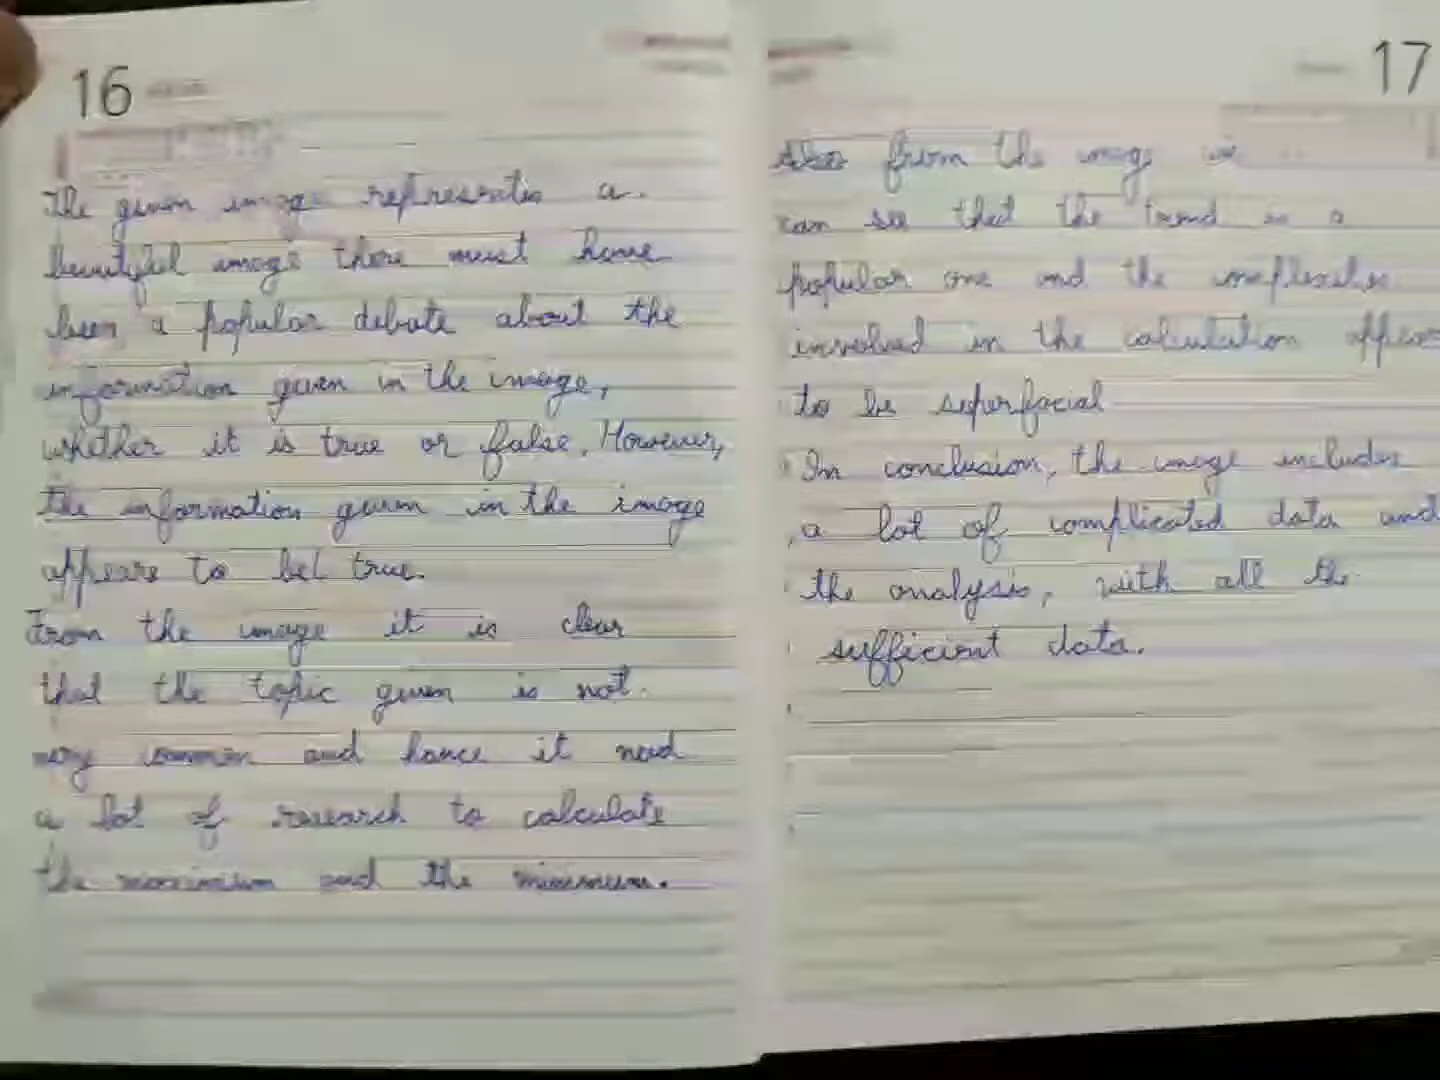 16
The given image represents a
beautiful image there must have
been a popular debate about the
information given in the image,
whether it is true or false. However,
the information given in the image
appears to be true.
From the image it is clear
that the topic given is not
very common and hence it need
a lot of research to calculate
the maximum and the minimum.
17
Also from the image we
can see that the trend is a
popular one and the complexities
involved in the calculation appears
to be superfacial
In conclusion, the image includes
a lot of complicated data and
the analysis, with all the
sufficient data.